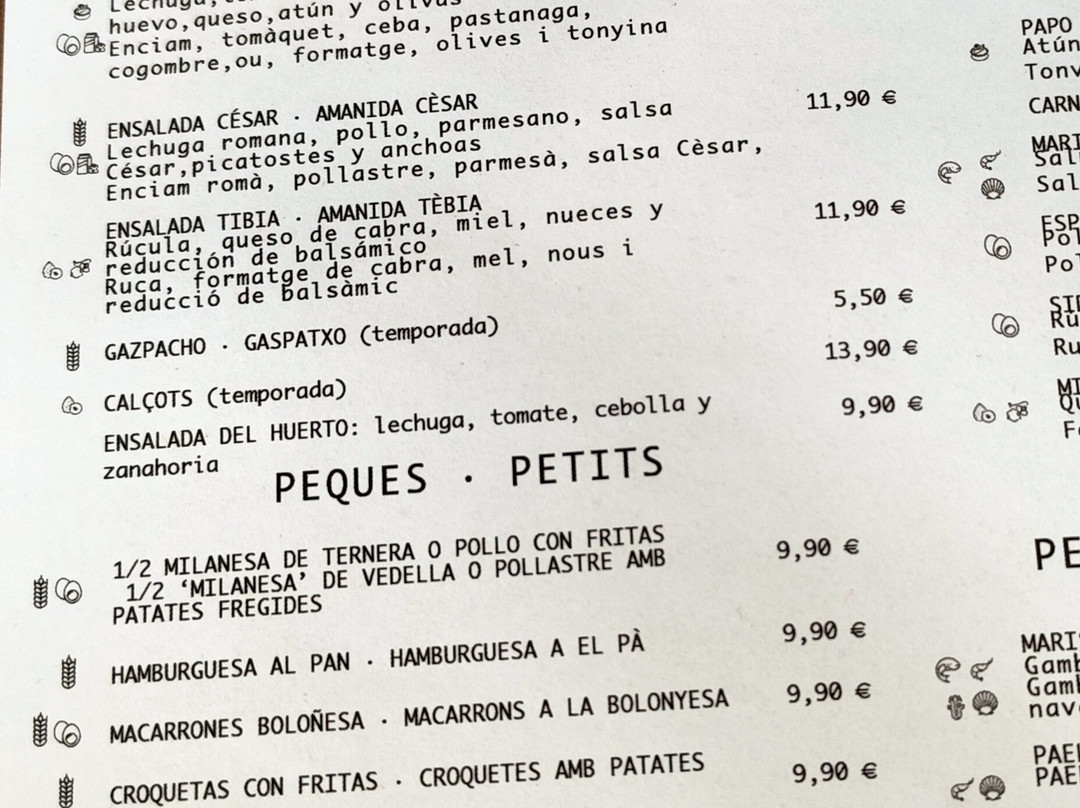 huevo,queso,atún y olivas
Enciam, tomàquet, ceba, pastanaga,
cogombre,ou, formatge, olives i tonyina
ENSALADA CÉSAR · AMANIDA CÈSAR
11,90 €
Lechuga romana, pollo, parmesano, salsa
César,picatostes y anchoas
Enciam romà, pollastre, parmesà, salsa Cèsar,
ENSALADA TIBIA · AMANIDA TÈBIA
11,90 €
Rúcula, queso de cabra, miel, nueces y
reducción de balsámico
Ruca, formatge de cabra, mel, nous i
reducció de balsàmic
5,50 €
GAZPACHO · GASPATXO (temporada)
13,90 €
CALÇOTS (temporada)
9,90 €
ENSALADA DEL HUERTO: lechuga, tomate, cebolla y
zanahoria
PEQUES · PETITS
1/2 MILANESA DE TERNERA O POLLO CON FRITAS
9,90 €
1/2 ‘MILANESA’ DE VEDELLA O POLLASTRE AMB
PATATES FREGIDES
HAMBURGUESA AL PAN · HAMBURGUESA A EL PÀ
9,90 €
MACARRONES BOLOÑESA · MACARRONS A LA BOLONYESA
9,90 €
CROQUETAS CON FRITAS · CROQUETES AMB PATATES
9,90 €
PAPO
Atún
CARN